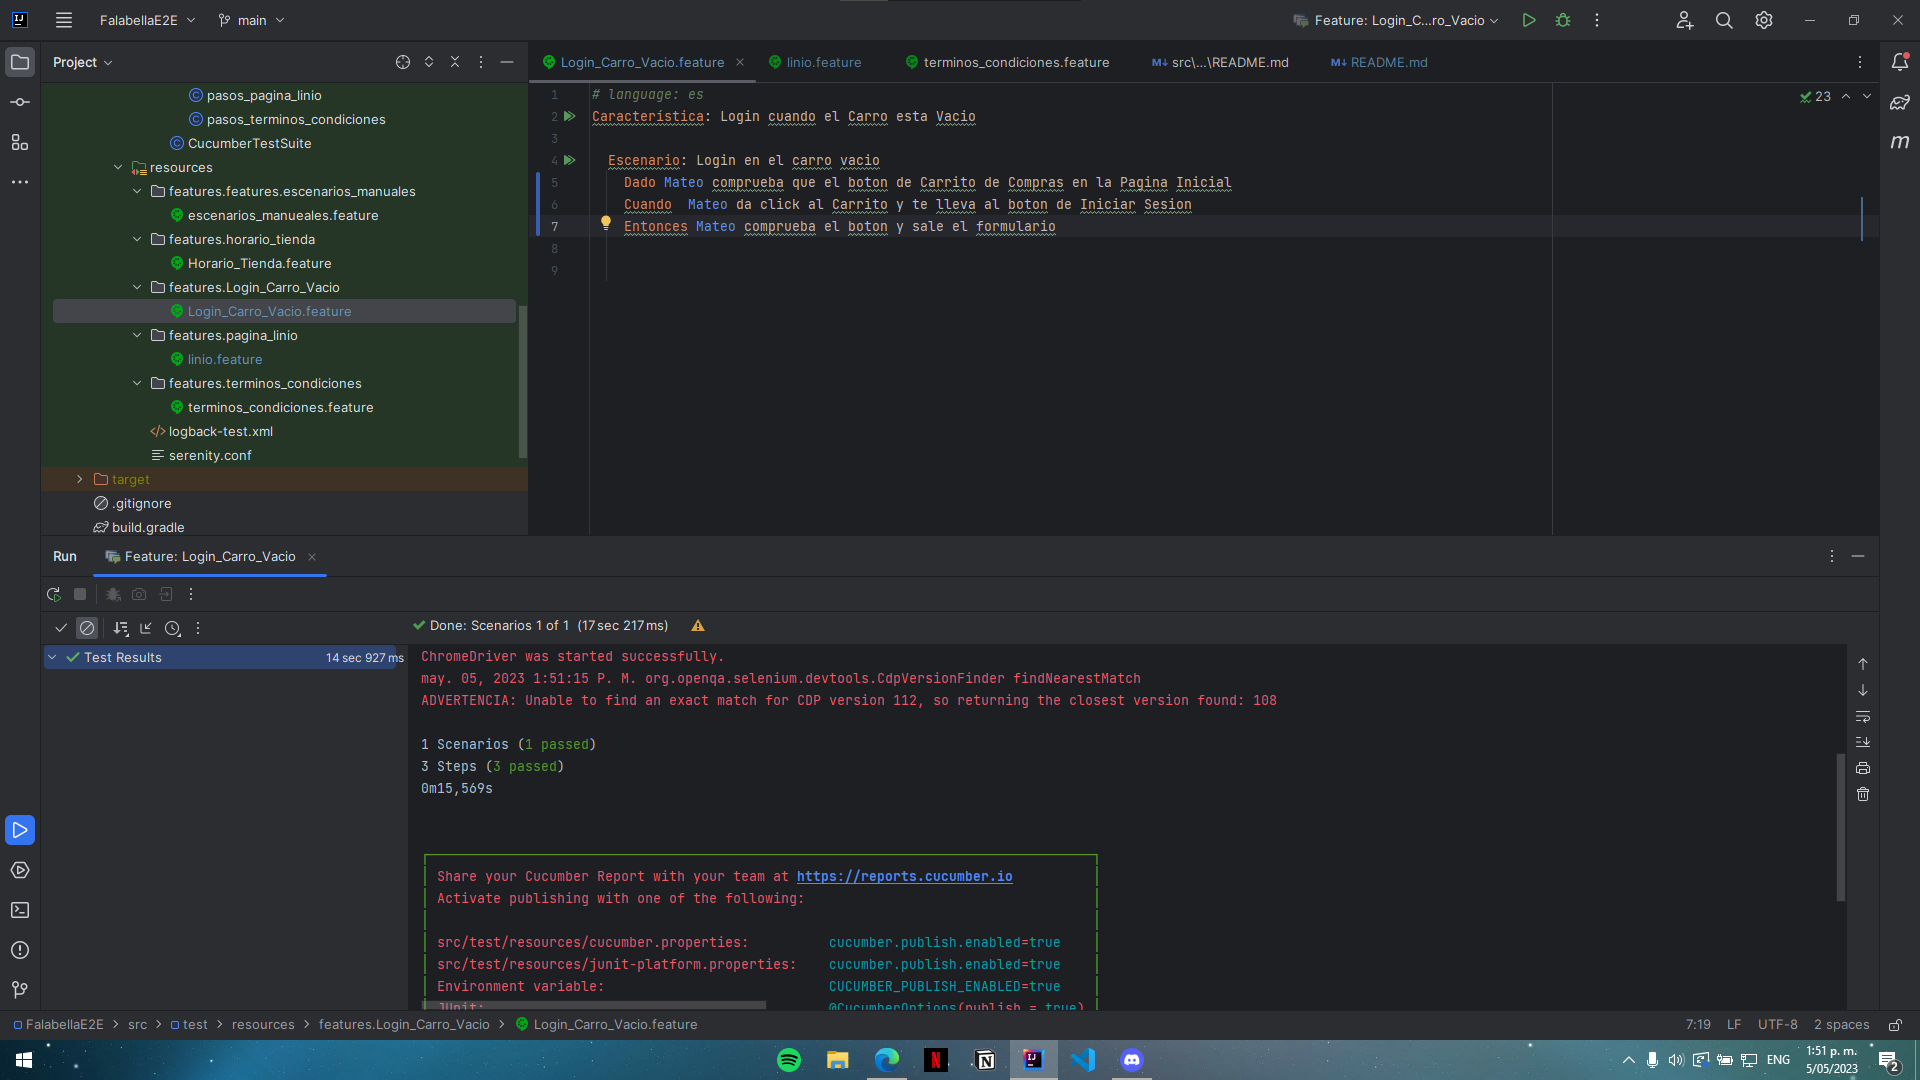 FalabellaE2E
main
Feature: Login_C...ro_Vacio
Project
Login_Carro_Vacio.feature
linio.feature
terminos_condiciones.feature
M↓ src\...\README.md
M↓ README.md
pasos_pagina_linio
pasos_terminos_condiciones
CucumberTestSuite
resources
features.features.escenarios_manuales
escenarios_manueales.feature
features.horario_tienda
Horario_Tienda.feature
features.Login_Carro_Vacio
Login_Carro_Vacio.feature
features.pagina_linio
linio.feature
features.terminos_condiciones
terminos_condiciones.feature
logback-test.xml
serenity.conf
target
.gitignore
build.gradle
1 # language: es
2 Característica: Login cuando el Carro esta Vacio
3
4 Escenario: Login en el carro vacio
5 Dado Mateo comprueba que el boton de Carrito de Compras en la Pagina Inicial
6 Cuando  Mateo da click al Carrito y te lleva al boton de Iniciar Sesion
7 Entonces Mateo comprueba el boton y sale el formulario
8
9
23
m
Run
Feature: Login_Carro_Vacio
Done: Scenarios 1 of 1 (17 sec 217 ms)
Test Results 14 sec 927 ms
ChromeDriver was started successfully.
may. 05, 2023 1:51:15 P. M. org.openqa.selenium.devtools.CdpVersionFinder findNearestMatch
ADVERTENCIA: Unable to find an exact match for CDP version 112, so returning the closest version found: 108
1 Scenarios (1 passed)
3 Steps (3 passed)
0m15,569s
Share your Cucumber Report with your team at https://reports.cucumber.io
Activate publishing with one of the following:
src/test/resources/cucumber.properties: cucumber.publish.enabled=true
src/test/resources/junit-platform.properties: cucumber.publish.enabled=true
Environment variable: CUCUMBER_PUBLISH_ENABLED=true
JUnit: @CucumberOptions(publish = true)
FalabellaE2E > src > test > resources > features.Login_Carro_Vacio > Login_Carro_Vacio.feature
7:19 LF UTF-8 2 spaces
ENG
1:51 p. m.
5/05/2023
2